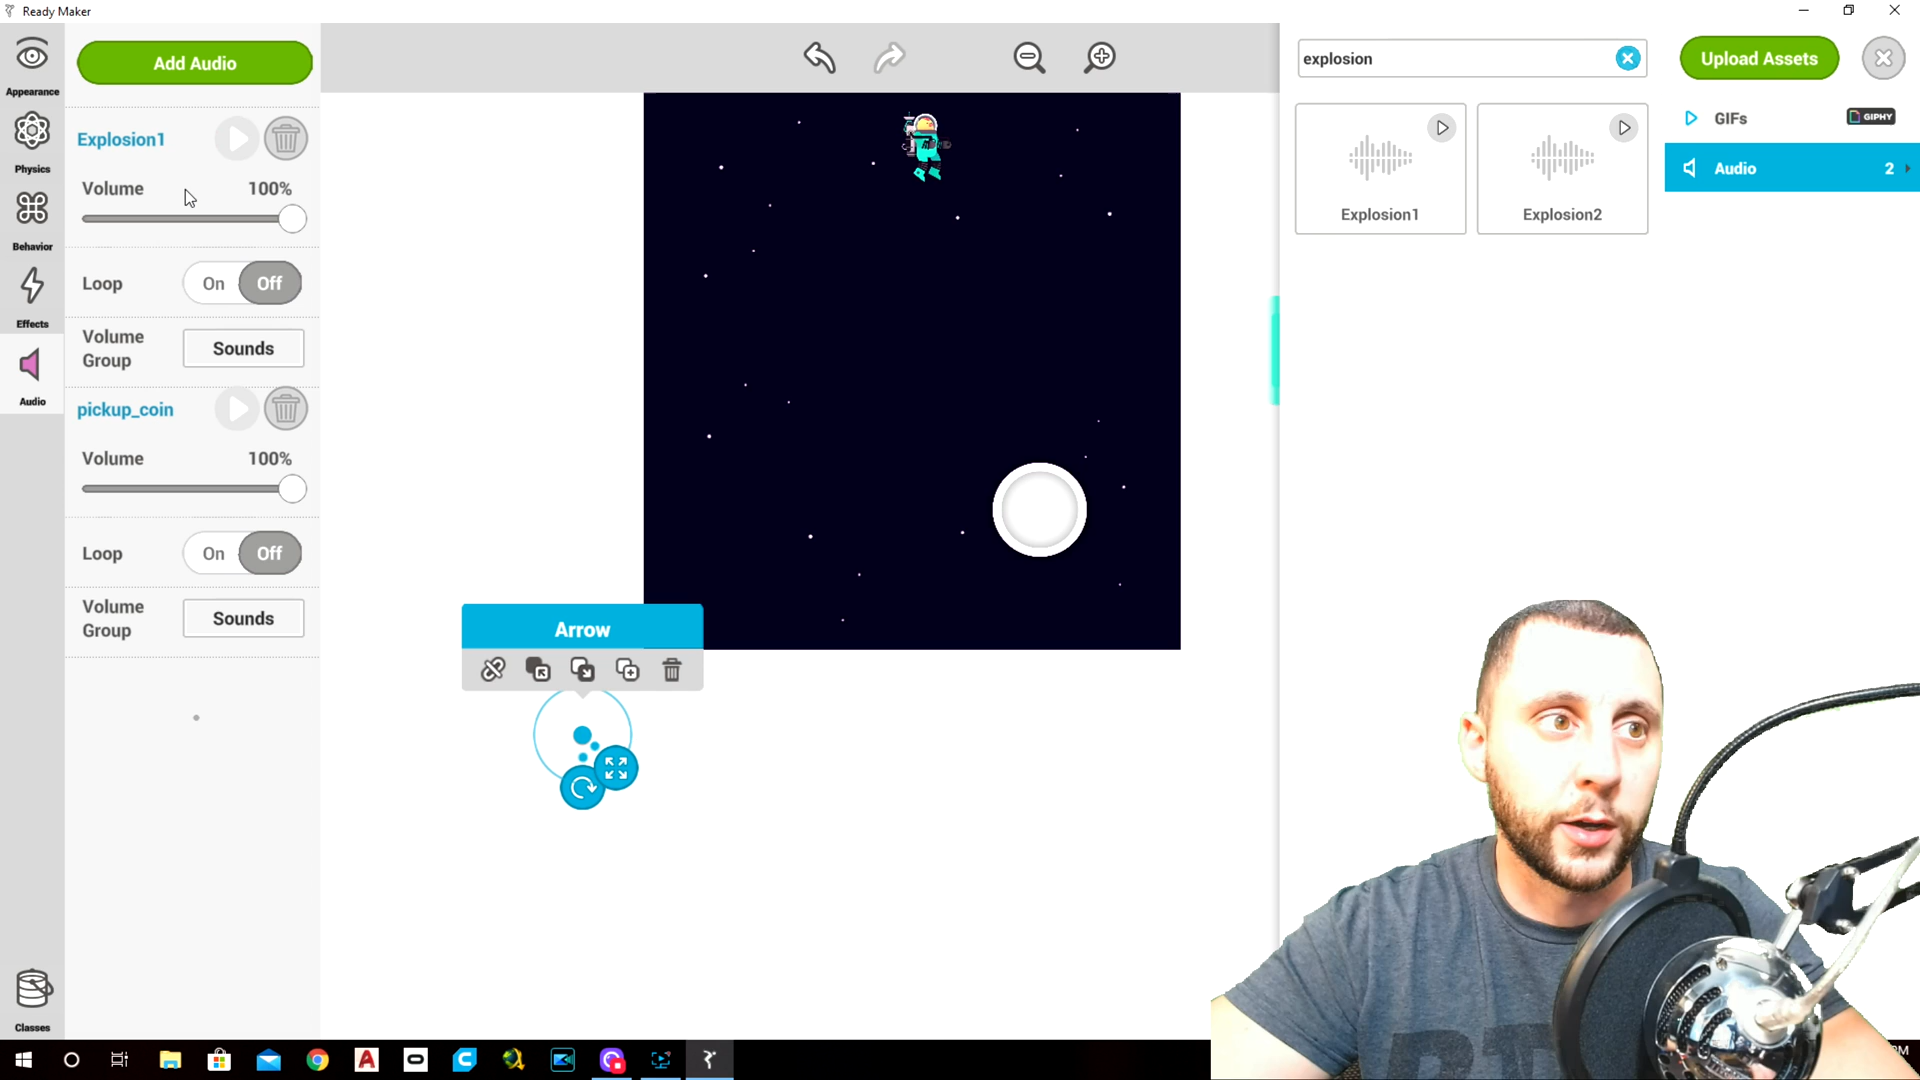 Ready Maker
Add Audio
explosion
Upload Assets
Appearance
Explosion1
GIFs
GIPHY
Physics
Audio
2
Volume
100%
Explosion1
Explosion2
Behavior
Loop
On
Off
Effects
Volume
Group
Sounds
Audio
pickup_coin
Volume
100%
Loop
On
Off
Volume
Group
Sounds
Arrow
Classes